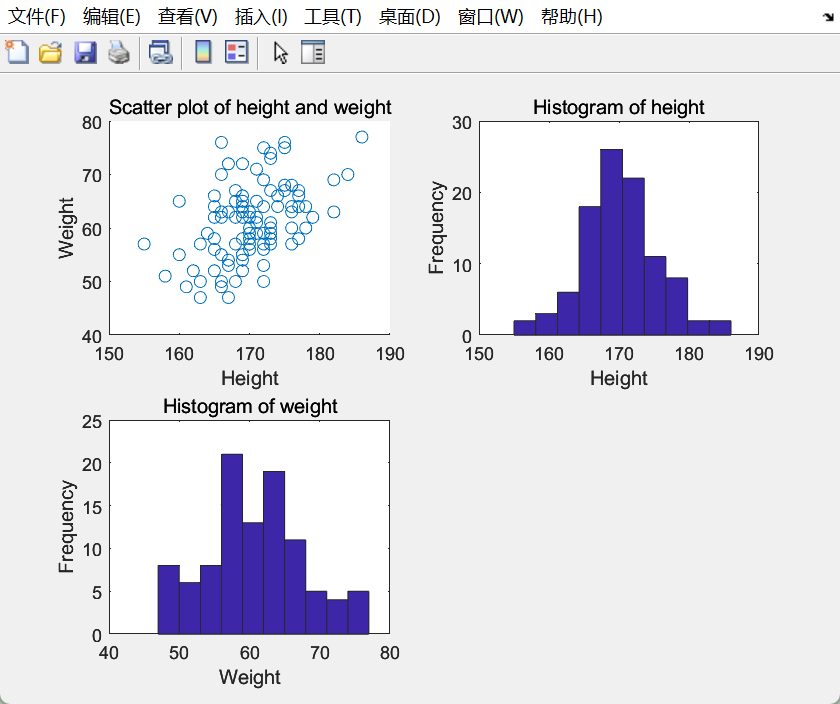 文件(F) 编辑(E) 查看(V) 插入(I) 工具(T) 桌面(D) 窗口(W) 帮助(H)
Scatter plot of height and weight
80
70
60
50
40
Weight
150 160 170 180 190
Height
Histogram of height
30
20
10
0
Frequency
150 160 170 180 190
Height
Histogram of weight
25
20
15
10
5
0
Frequency
40 50 60 70 80
Weight